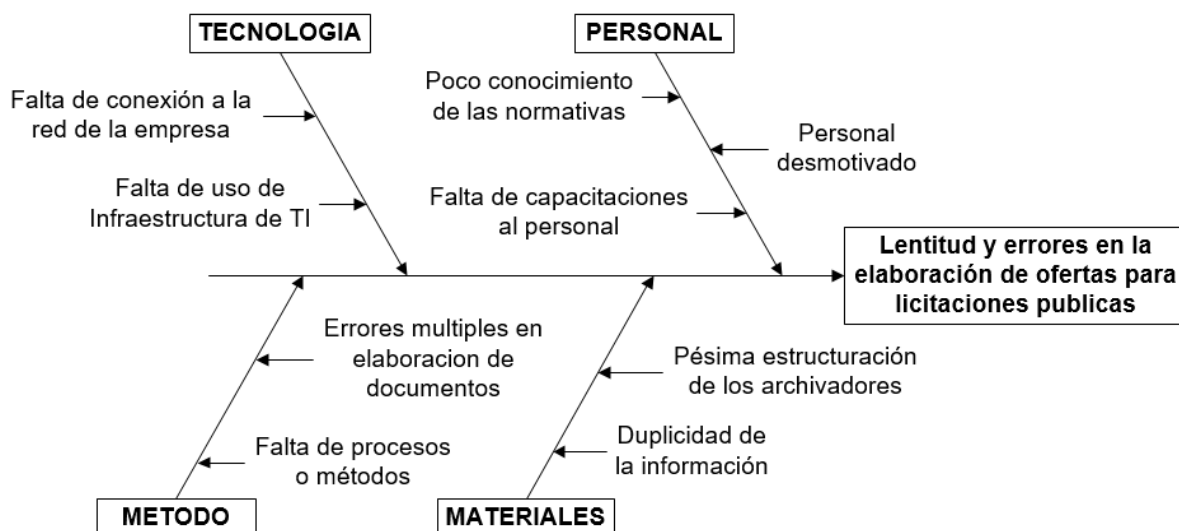 TECNOLOGIA
PERSONAL
Falta de conexión a la
red de la empresa
Poco conocimiento
de las normativas
Personal
desmotivado
Falta de uso de
Infraestructura de TI
Falta de capacitaciones
al personal
Lentitud y errores en la
elaboración de ofertas para
licitaciones publicas
Errores multiples en
elaboracion de
documentos
Pésima estructuración
de los archivadores
Falta de procesos
o métodos
Duplicidad de
la información
METODO
MATERIALES